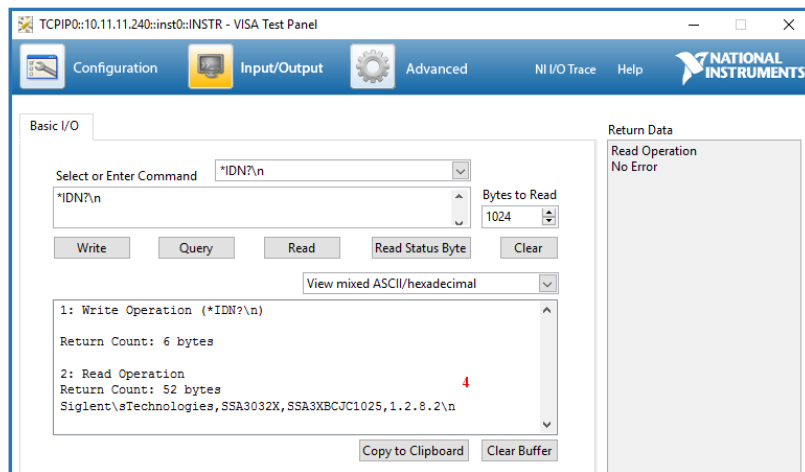 TCPIP0::10.11.11.240::inst0::INSTR - VISA Test Panel
Configuration
Input/Output
Advanced
NI I/O Trace
Help
NATIONAL
INSTRUMENTS
Basic I/O
Select or Enter Command
*IDN?\n
*IDN?\n
Bytes to Read
1024
Write
Query
Read
Read Status Byte
Clear
View mixed ASCII/hexadecimal
1: Write Operation (*IDN?\n)
Return Count: 6 bytes
2: Read Operation
4
Return Count: 52 bytes
Siglent\sTechnologies,SSA3032X,SSA3XBCJC1025,1.2.8.2\n
Copy to Clipboard
Clear Buffer
Return Data
Read Operation
No Error